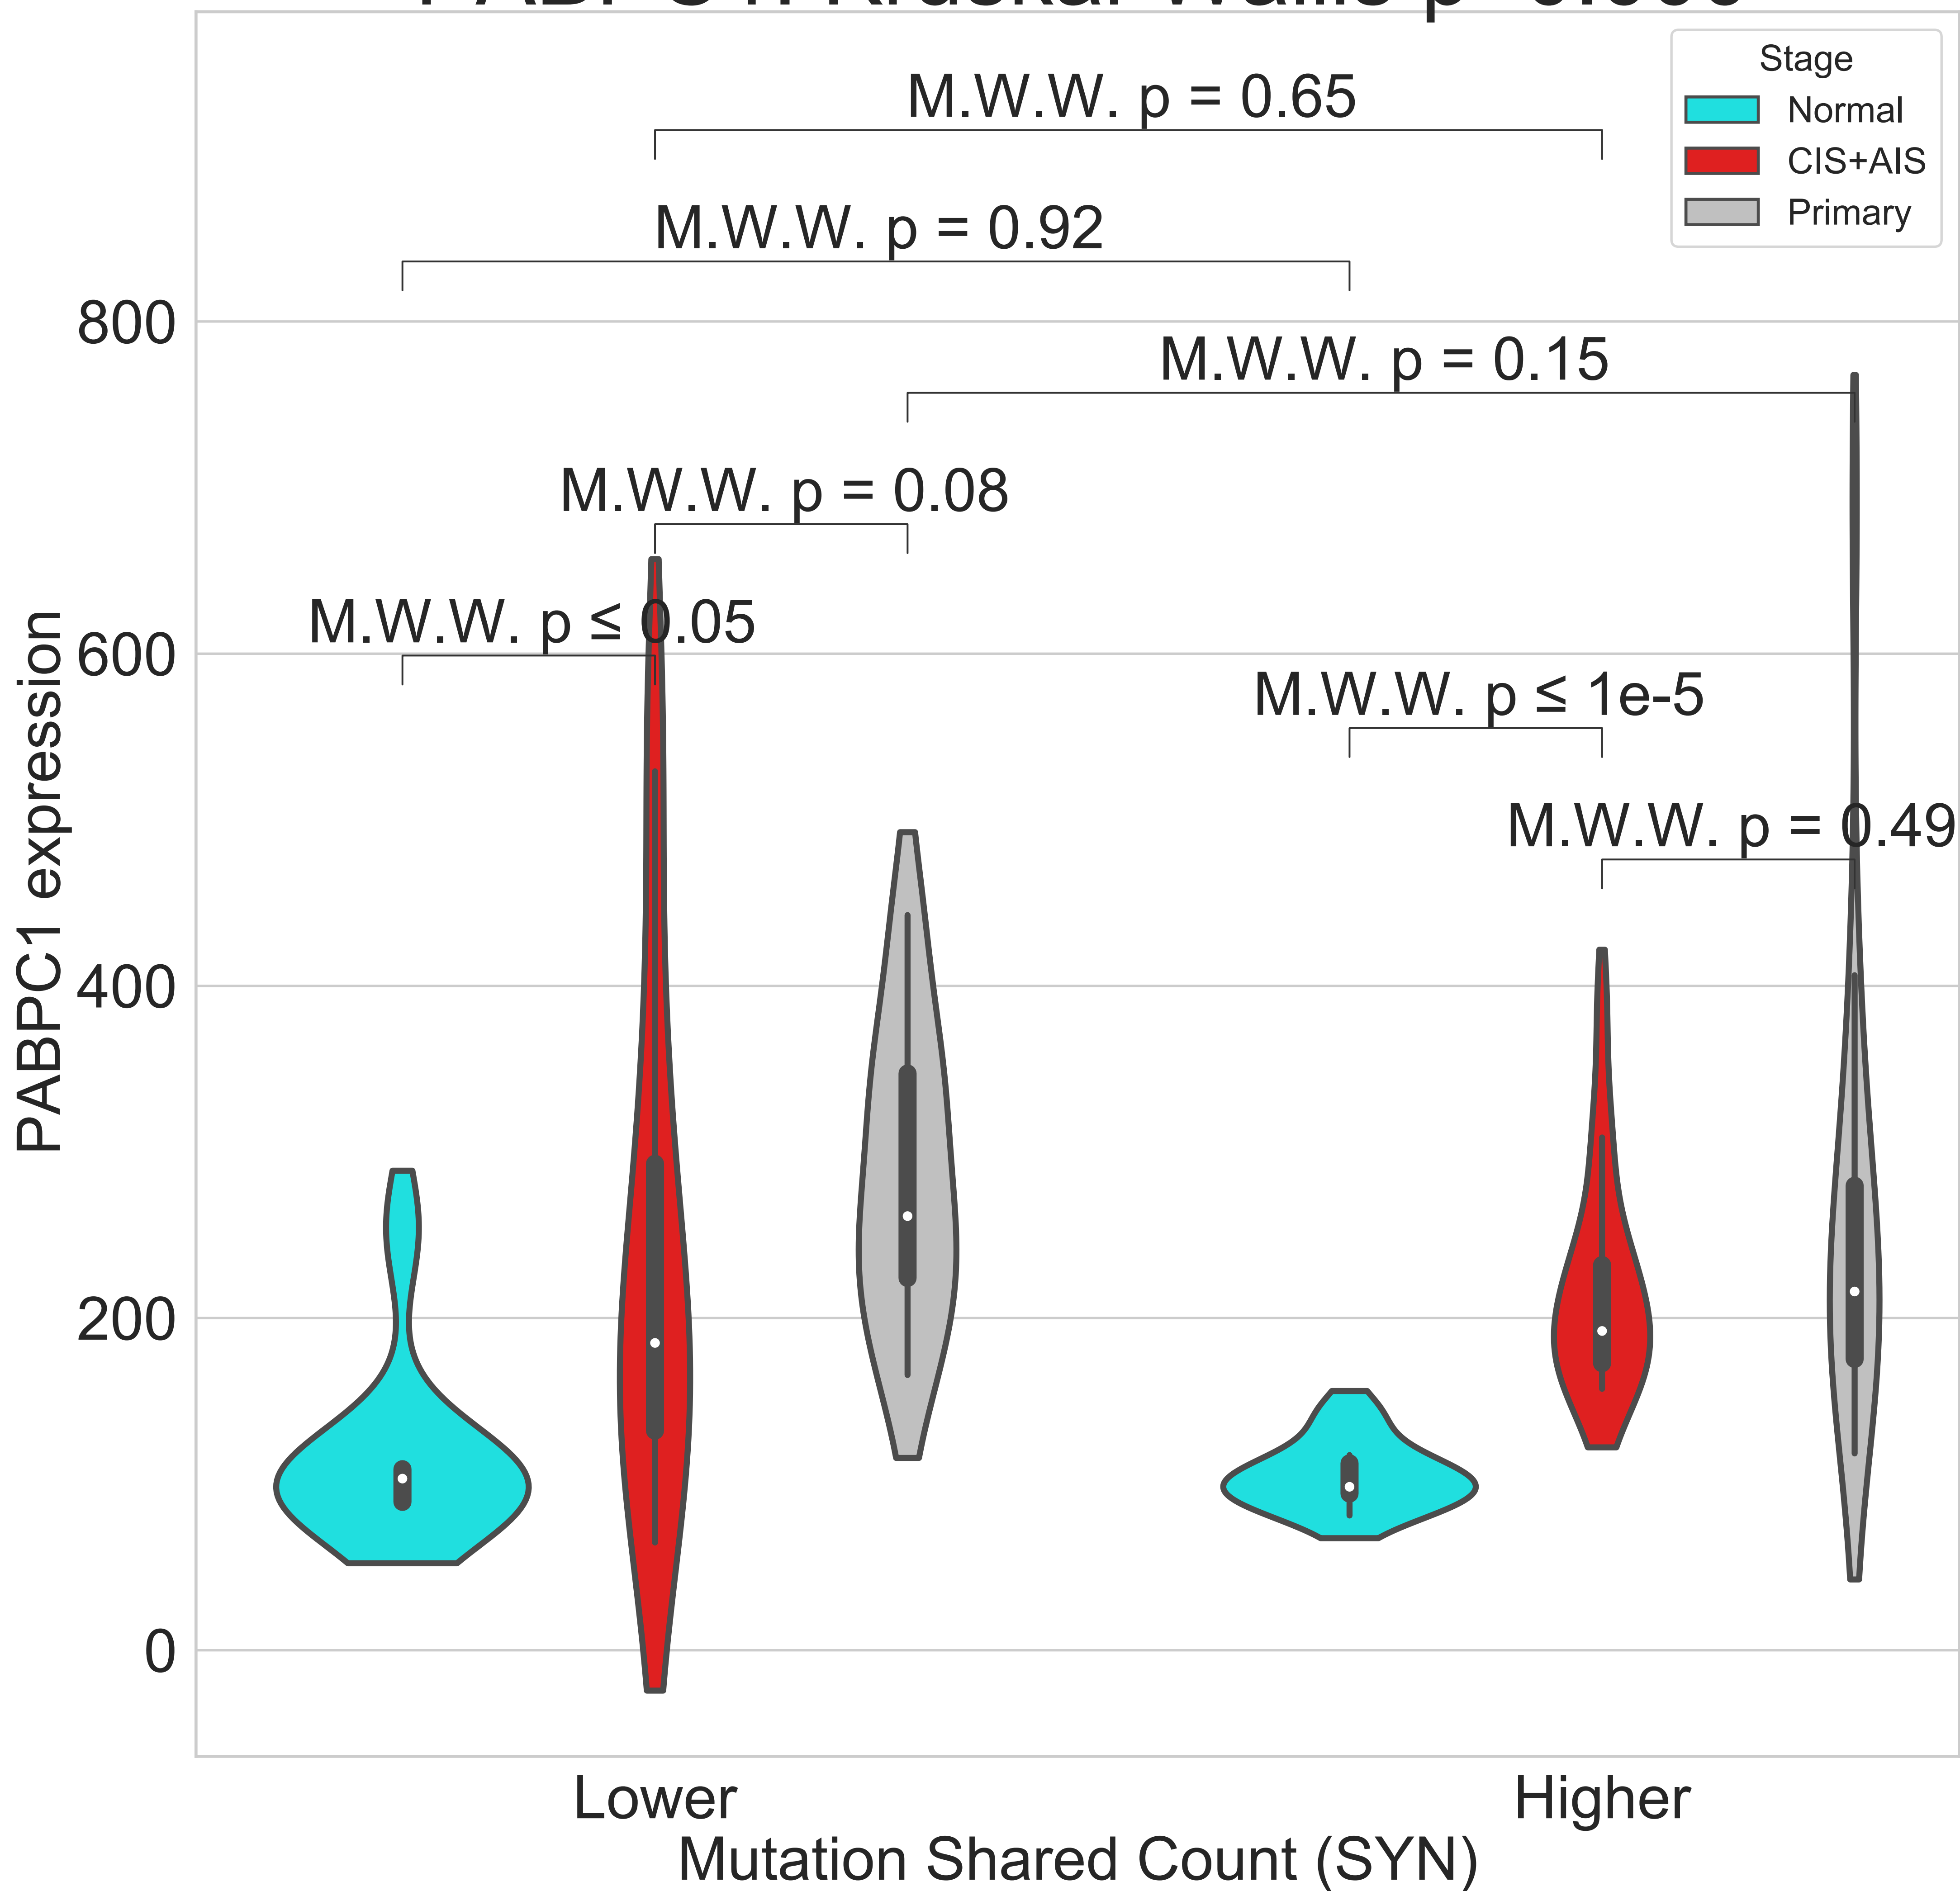 Stage
Normal
CIS+AIS
Primary
M.W.W. p = 0.65
M.W.W. p = 0.92
800
M.W.W. p = 0.15
M.W.W. p = 0.08
M.W.W. p ≤ 0.05
600
M.W.W. p ≤ 1e-5
M.W.W. p = 0.49
400
200
0
PABPC1 expression
Lower
Higher
Mutation Shared Count (SYN)